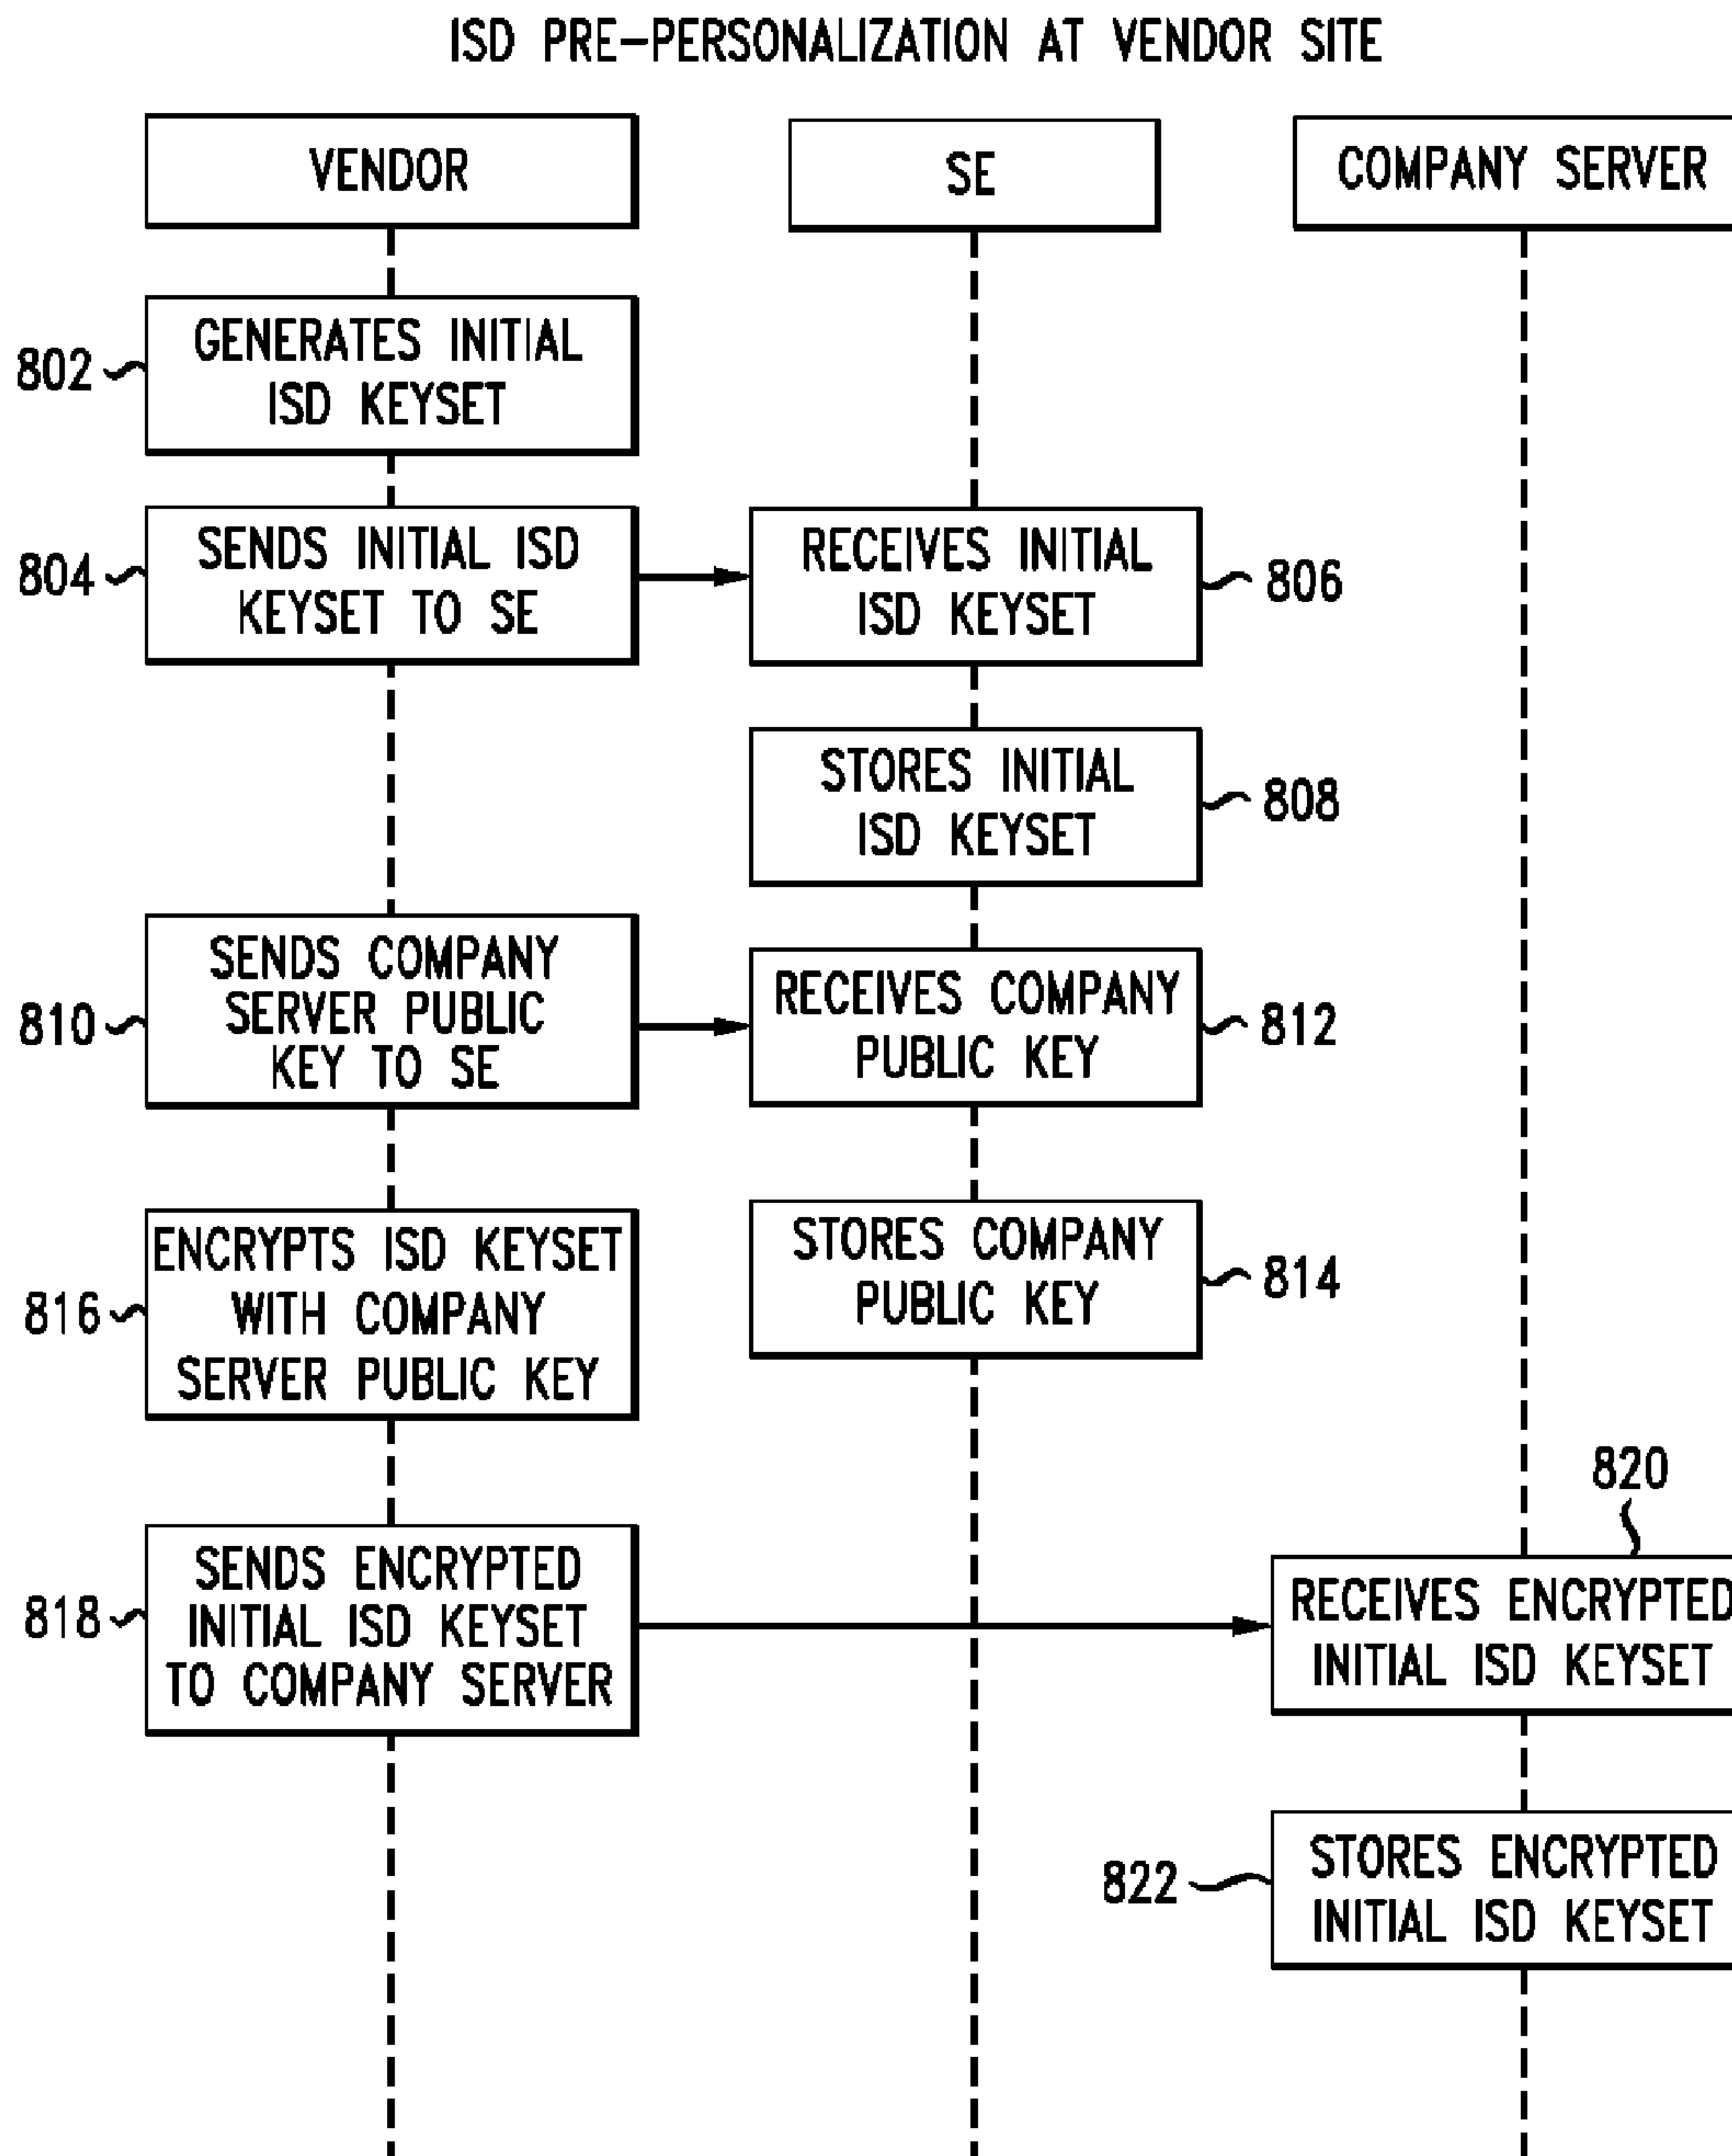 ISD PRE-PERSONALIZATION AT VENDOR SITE
VENDOR
SE
COMPANY SERVER
802
GENERATES INITIAL
ISD KEYSET
804
SENDS INITIAL ISD
KEYSET TO SE
RECEIVES INITIAL
ISD KEYSET
806
STORES INITIAL
ISD KEYSET
808
810
SENDS COMPANY
SERVER PUBLIC
KEY TO SE
RECEIVES COMPANY
PUBLIC KEY
812
816
ENCRYPTS ISD KEYSET
WITH COMPANY
SERVER PUBLIC KEY
STORES COMPANY
PUBLIC KEY
814
818
SENDS ENCRYPTED
INITIAL ISD KEYSET
TO COMPANY SERVER
820
RECEIVES ENCRYPTED
INITIAL ISD KEYSET
822
STORES ENCRYPTED
INITIAL ISD KEYSET